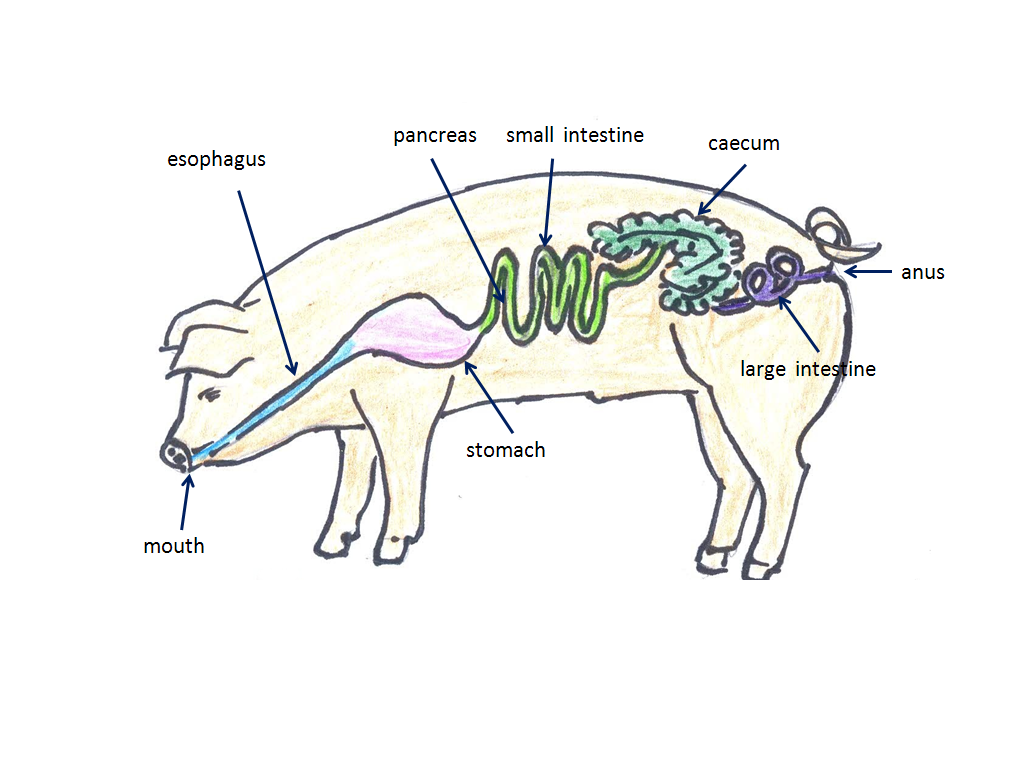 pancreas
small intestine
caecum
esophagus
anus
large intestine
stomach
mouth